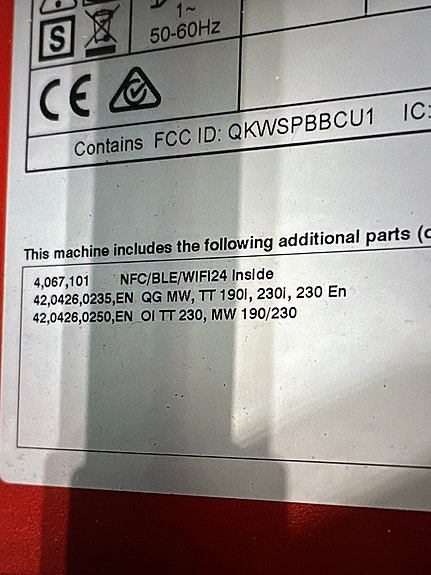 1~
S
50-60Hz
CE
Contains FCC ID: QKWSPBBCU1 IC:
This machine includes the following additional parts (
4,067,101 NFC/BLE/WIFI24 Inside
42,0426,0235,EN QG MW, TT 190i, 230i, 230 En
42,0426,0250,EN OI TT 230, MW 190/230